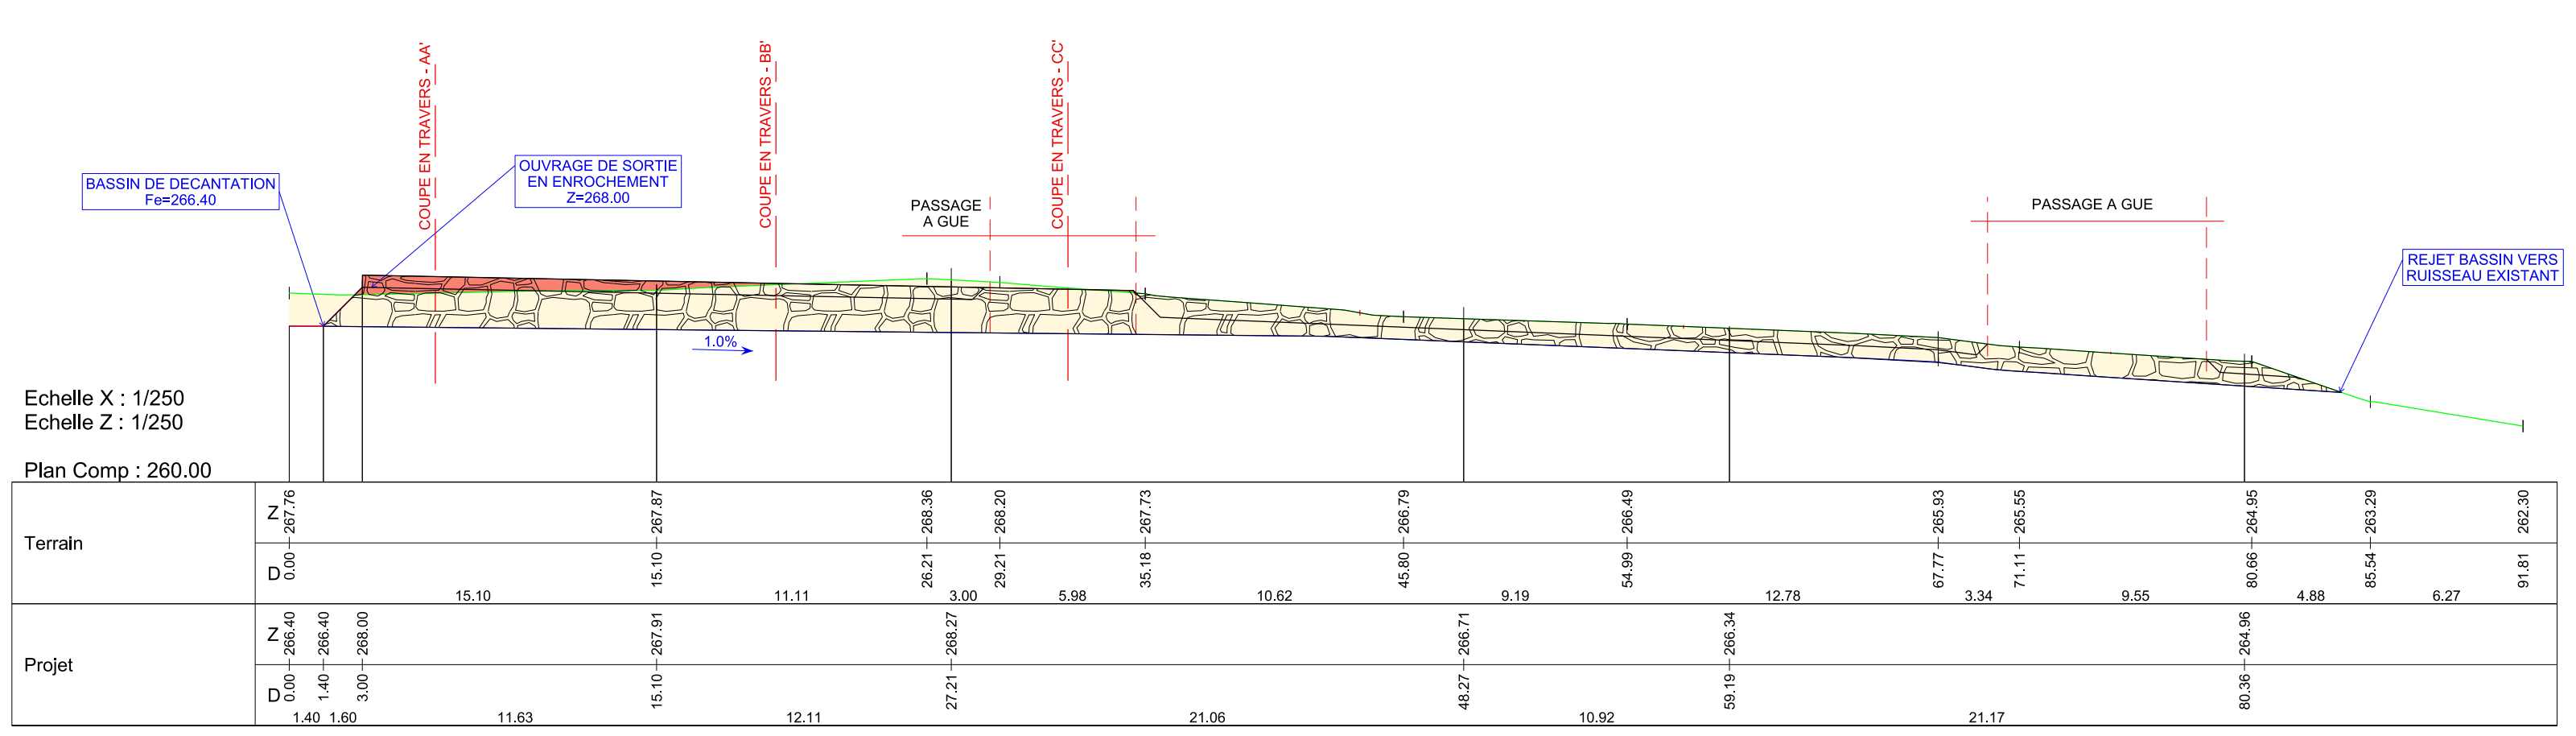 COUPE EN TRAVERS - AA'
COUPE EN TRAVERS - BB'
COUPE EN TRAVERS - CC'
BASSIN DE DECANTATION
Fe=266.40
OUVRAGE DE SORTIE
EN ENROCHEMENT
Z=268.00
PASSAGE
A GUE
PASSAGE A GUE
REJET BASSIN VERS
RUISSEAU EXISTANT
1.0%
Echelle X : 1/250
Echelle Z : 1/250
Plan Comp : 260.00
Terrain
Z 267.76 267.87 268.36 268.20 267.73 266.79 266.49 265.93 265.55 264.95 263.29 262.30
D 0.00 15.10 26.21 29.21 35.18 45.80 54.99 67.77 71.11 80.66 85.54 91.81
15.10 11.11 3.00 5.98 10.62 9.19 12.78 3.34 9.55 4.88 6.27
Projet
Z 266.40 266.40 268.00 267.91 268.27 266.71 266.34 264.96
D 0.00 1.40 3.00 15.10 27.21 48.27 59.19 80.36
1.40 1.60 11.63 12.11 21.06 10.92 21.17